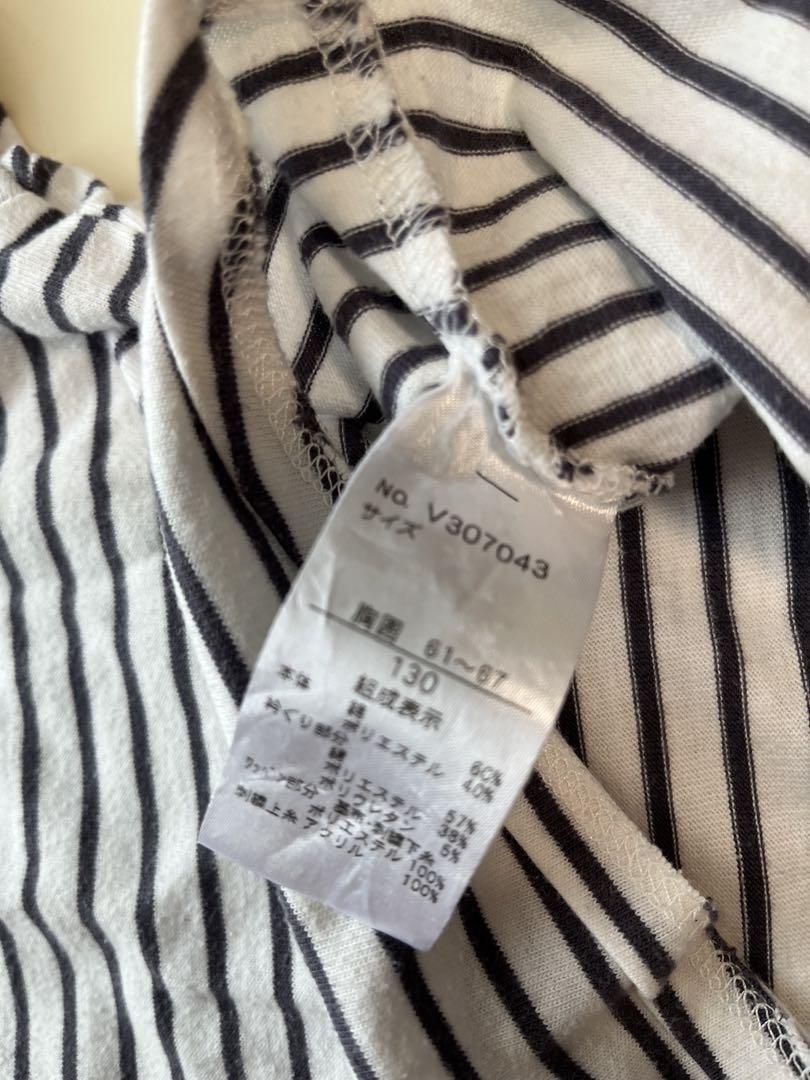 NO. V307043
サイズ
胸囲 61～67
130
組成表示
本体 綿 60%
ポリエステル 40%
衿ぐり部分 綿 57%
ポリエステル 38%
ポリウレタン 5%
ワッペン部分 基布・刺繍下糸
ポリエステル 100%
刺繍上糸 アクリル 100%